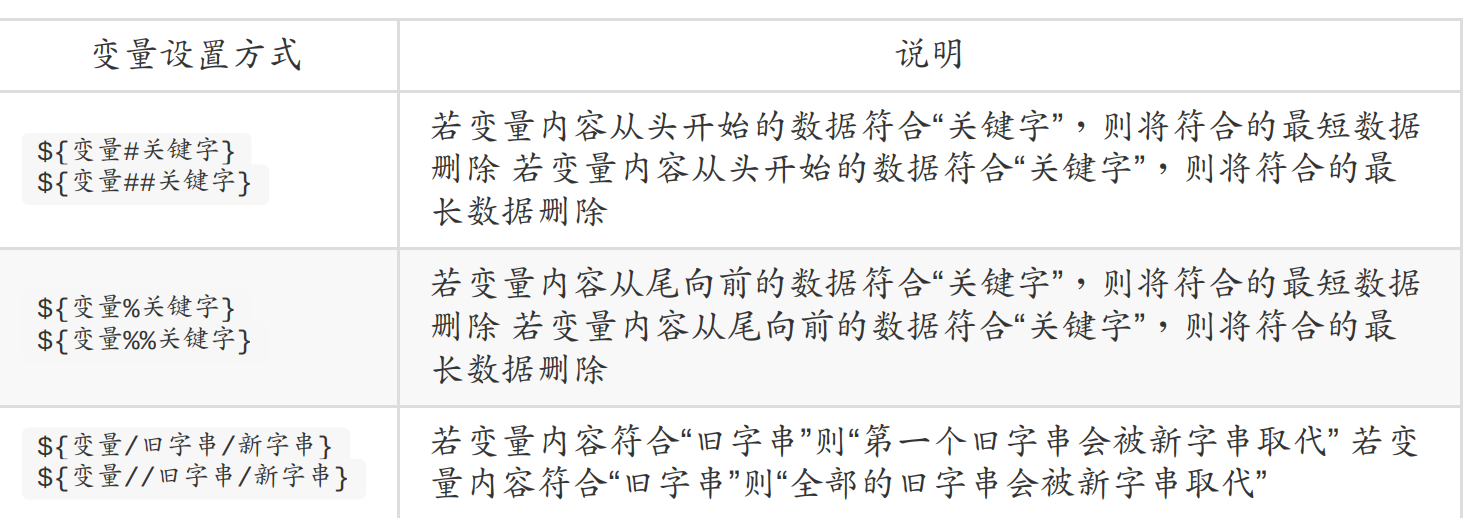 变量设置方式
说明
${变量#关键字}
${变量##关键字}
若变量内容从头开始的数据符合“关键字”，则将符合的最短数据
删除 若变量内容从头开始的数据符合“关键字”，则将符合的最
长数据删除
${变量%关键字}
${变量%%关键字}
若变量内容从尾向前的数据符合“关键字”，则将符合的最短数据
删除 若变量内容从尾向前的数据符合“关键字”，则将符合的最
长数据删除
${变量/旧字串/新字串}
${变量//旧字串/新字串}
若变量内容符合“旧字串”则“第一个旧字串会被新字串取代” 若变
量内容符合“旧字串”则“全部的旧字串会被新字串取代”